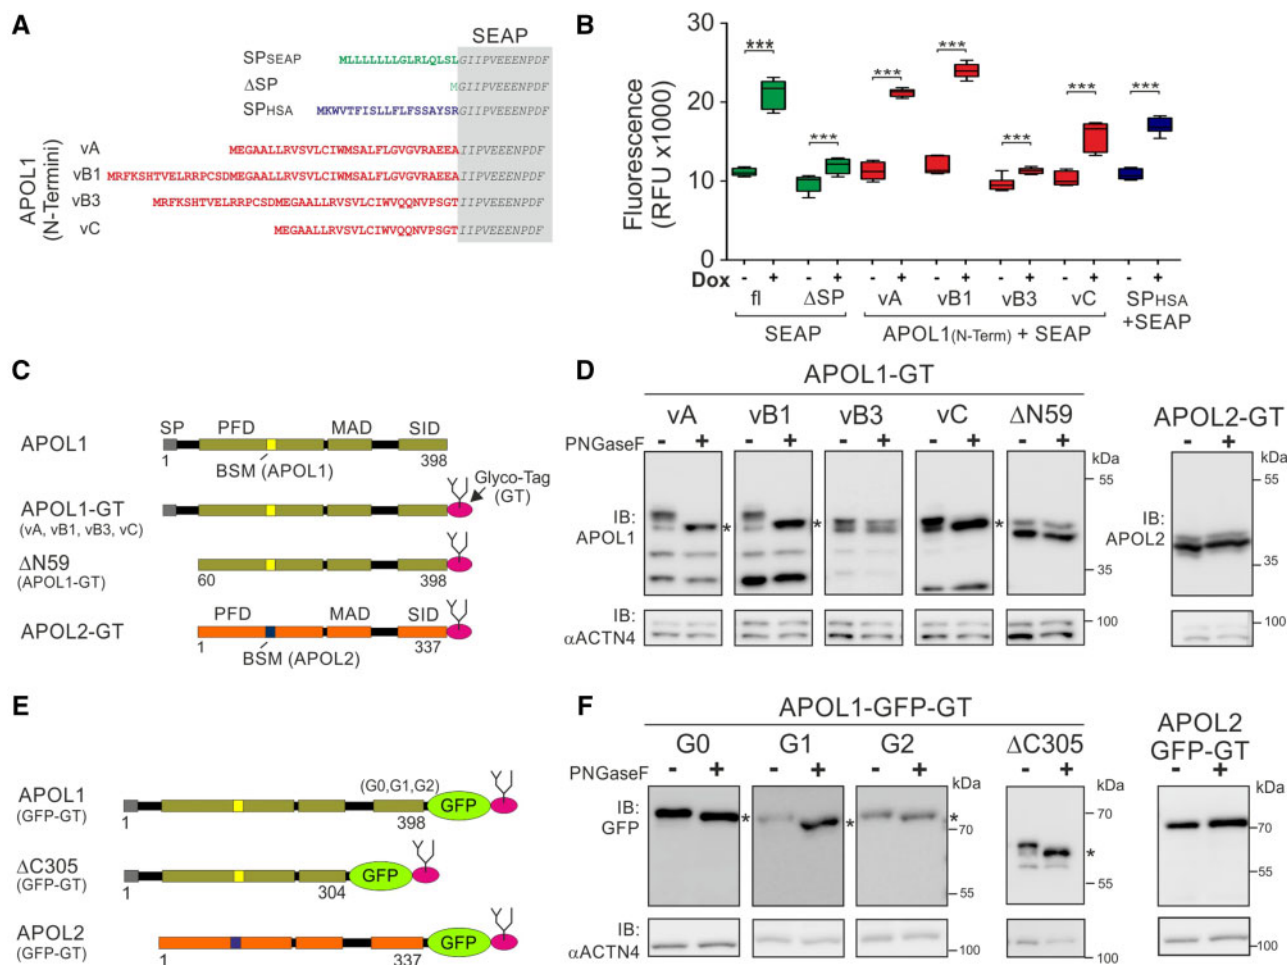 A
SEAP
SPSEAP MLLLLLLLGLRLQLSLGIIPVEEENPDF
ΔSP MGIIPVEEENPDF
SPHSA MKWVTFISLLFLFSSAYSRGIIPVEEENPDF
APOL1
(N-Termini)
vA MEGAALLRVSVLCIWMSALFLGVGVRAEEAIIPVEEENPDF
vB1 MRFKSHTVELRRPCSDMEGAALLRVSVLCIWMSALFLGVGVRAEEAIIPVEEENPDF
vB3 MRFKSHTVELRRPCSDMEGAALLRVSVLCIWVQQNVPSGTIIPVEEENPDF
vC MEGAALLRVSVLCIWVQQNVPSGTIIPVEEENPDF
B
Fluorescence
(RFU x1000)
30
20
10
0
*** *** *** *** *** *** ***
Dox - + - + - + - + - + - + - +
fl ΔSP vA vB1 vB3 vC SPHSA
+SEAP
SEAP APOL1(N-Term) + SEAP
C
APOL1
SP PFD MAD SID
1 398
BSM (APOL1)
APOL1-GT
(vA, vB1, vB3, vC)
Glyco-Tag
(GT)
ΔN59
(APOL1-GT)
60 398
APOL2-GT
PFD MAD SID
1 337
BSM (APOL2)
D
APOL1-GT
vA vB1 vB3 vC ΔN59 APOL2-GT
PNGaseF - + - + - + - + - + - +
kDa kDa
IB:
APOL1
* * *
55
35
IB:
APOL2
55
35
IB:
αACTN4
100 100
E
APOL1
(GFP-GT)
(G0,G1,G2)
GFP
1 398
ΔC305
(GFP-GT)
GFP
1 304
APOL2
(GFP-GT)
GFP
1 337
F
APOL1-GFP-GT
G0 G1 G2 ΔC305 APOL2
GFP-GT
PNGaseF - + - + - + - + - +
kDa kDa kDa
IB:
GFP
* * * *
70
55
70
55
70
55
IB:
αACTN4
100 100 100